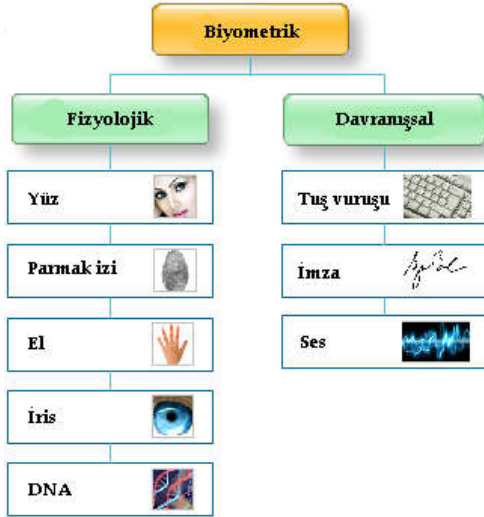 Biyometrik
Fizyolojik
Yüz
Parmak izi
El
İris
DNA
Davranışsal
Tuş vuruşu
İmza
Ses